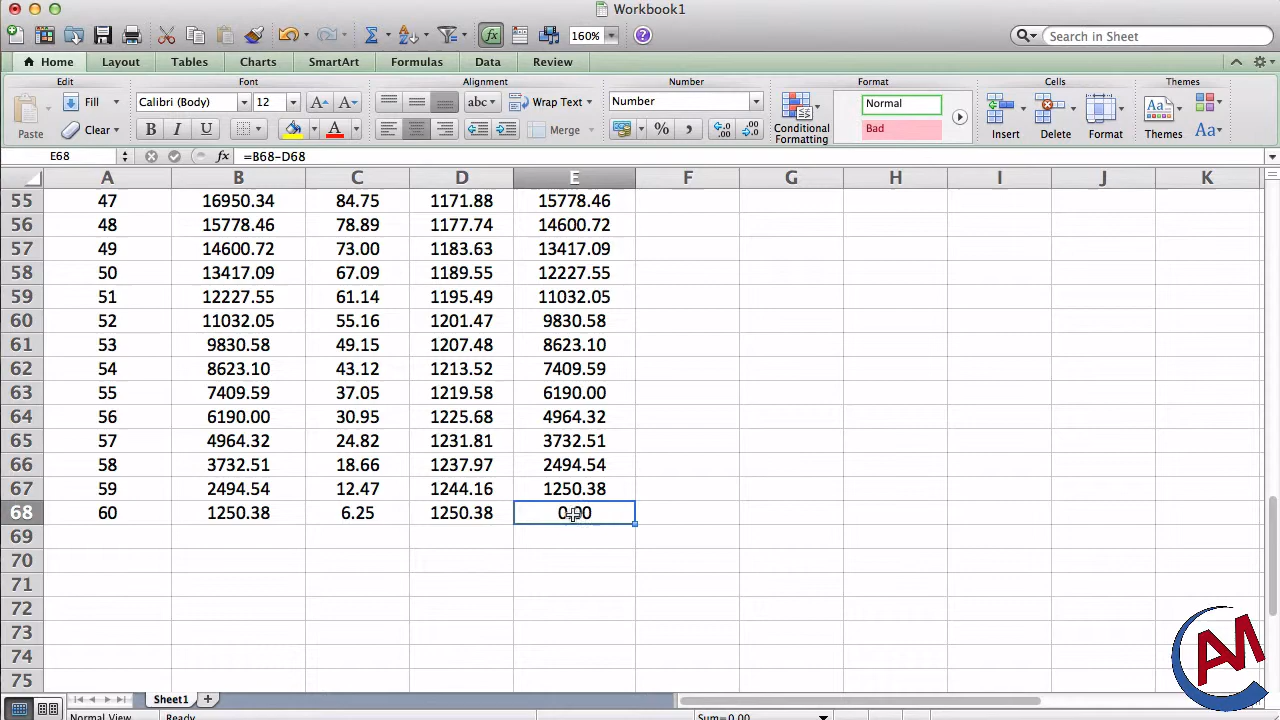 Workbook1
160%
Search in Sheet
Home Layout Tables Charts SmartArt Formulas Data Review
Edit Font Alignment Number Format Cells Themes
Fill Calibri (Body) 12 A A abc Wrap Text Number Normal
Paste Clear B I U A Merge % , Conditional Formatting Bad Insert Delete Format Themes Aa
E68 fx =B68-D68
A B C D E F G H I J K
55 47 16950.34 84.75 1171.88 15778.46
56 48 15778.46 78.89 1177.74 14600.72
57 49 14600.72 73.00 1183.63 13417.09
58 50 13417.09 67.09 1189.55 12227.55
59 51 12227.55 61.14 1195.49 11032.05
60 52 11032.05 55.16 1201.47 9830.58
61 53 9830.58 49.15 1207.48 8623.10
62 54 8623.10 43.12 1213.52 7409.59
63 55 7409.59 37.05 1219.58 6190.00
64 56 6190.00 30.95 1225.68 4964.32
65 57 4964.32 24.82 1231.81 3732.51
66 58 3732.51 18.66 1237.97 2494.54
67 59 2494.54 12.47 1244.16 1250.38
68 60 1250.38 6.25 1250.38 0.00
69
70
71
72
73
74
75
Sheet1
Normal View Ready Sum=0.00